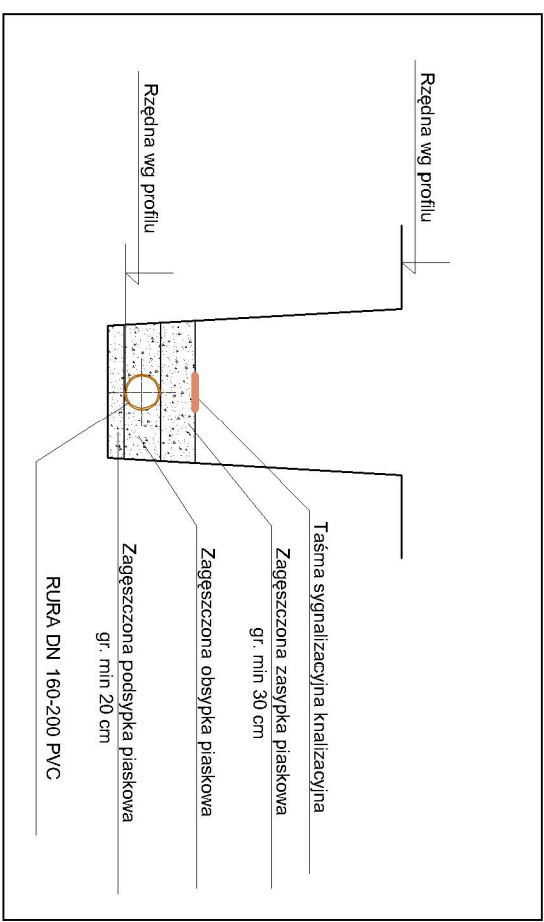 Rzędna wg profilu
Rzędna wg profilu
Taśma sygnalizacyjna knalizacyjna
Zagęszczona zasypka piaskowa
gr. min 30 cm
Zagęszczona obsypka piaskowa
Zagęszczona podsypka piaskowa
gr. min 20 cm
RURA DN 160-200 PVC